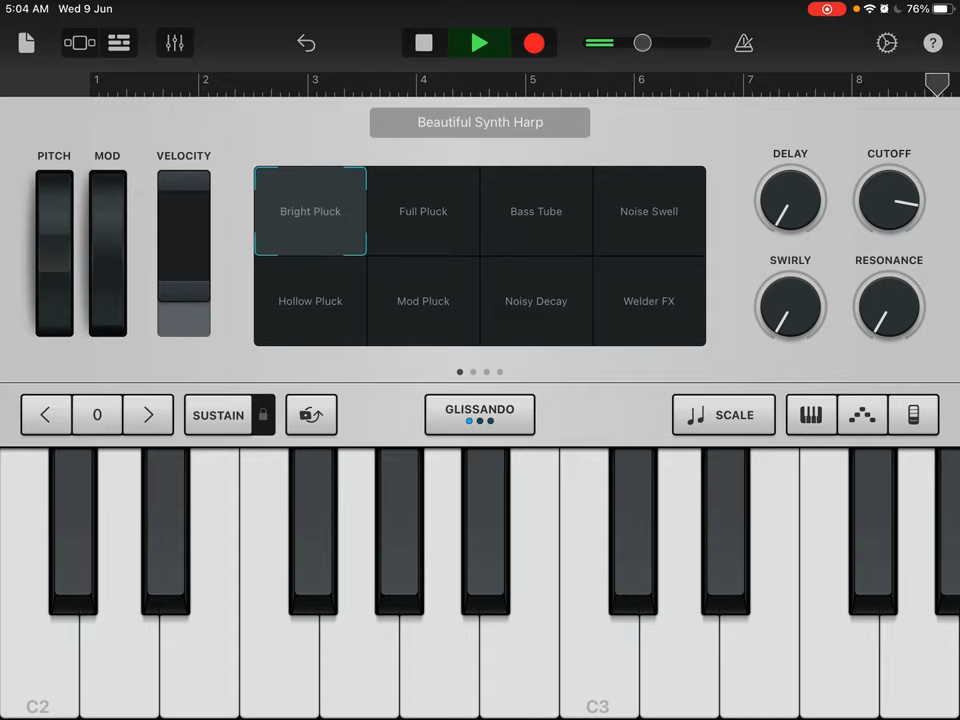 5:04 AM Wed 9 Jun 76%
?
1 2 3 4 5 6 7 8
Beautiful Synth Harp
PITCH MOD VELOCITY DELAY CUTOFF
Bright Pluck Full Pluck Bass Tube Noise Swell
SWIRLY RESONANCE
Hollow Pluck Mod Pluck Noisy Decay Welder FX
0 SUSTAIN GLISSANDO SCALE
C2 C3